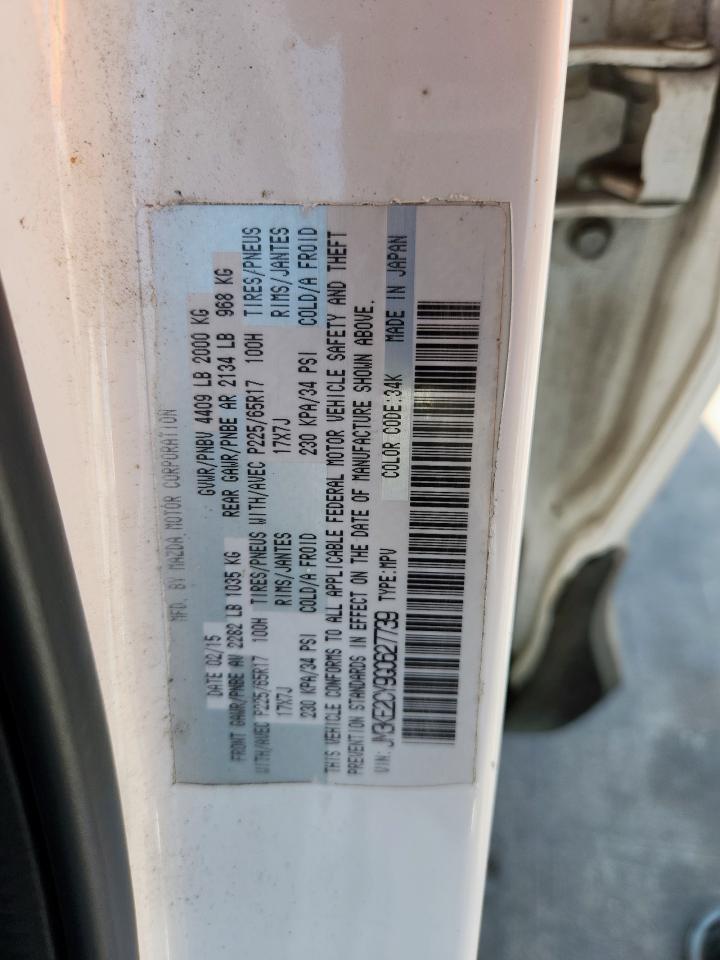 MFD. BY MAZDA MOTOR CORPORATION
DATE 02/15 GVWR/PNBV 4409 LB 2000 KG
FRONT GAWR/PNBE AV 2282 LB 1035 KG REAR GAWR/PNBE AR 2134 LB 968 KG
WITH/AVEC P225/65R17 100H TIRES/PNEUS WITH/AVEC P225/65R17 100H TIRES/PNEUS
17X7J RIMS/JANTES 17X7J RIMS/JANTES
230 KPA/34 PSI COLD/A FROID 230 KPA/34 PSI COLD/A FROID
THIS VEHICLE CONFORMS TO ALL APPLICABLE FEDERAL MOTOR VEHICLE SAFETY AND THEFT
PREVENTION STANDARDS IN EFFECT ON THE DATE OF MANUFACTURE SHOWN ABOVE.
VIN: JM3KE2CY9G0627739 TYPE:MPV COLOR CODE:34K MADE IN JAPAN